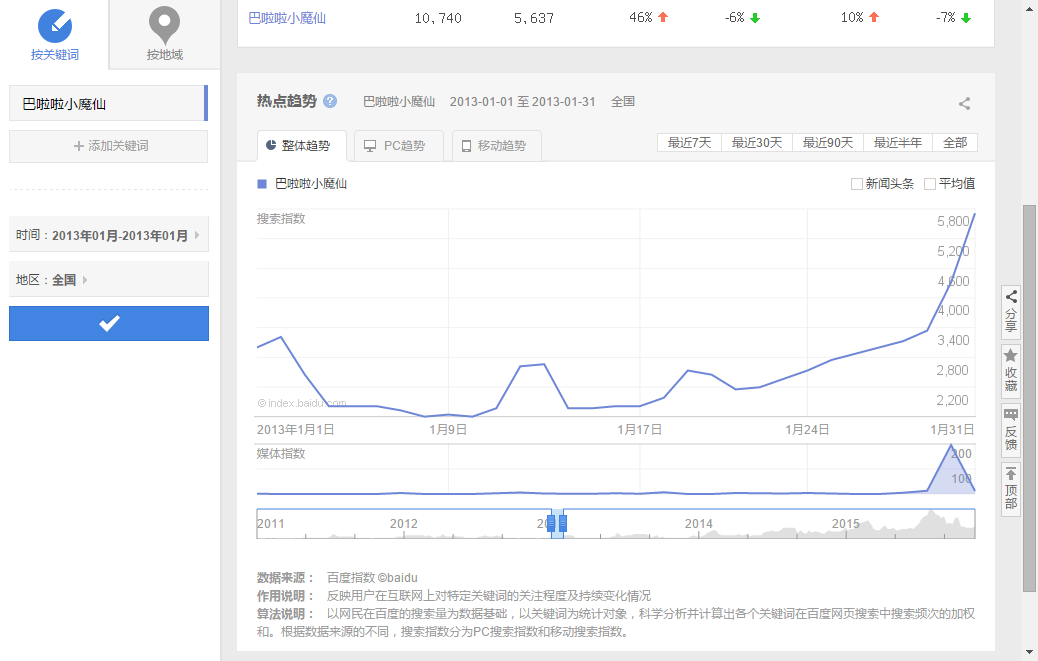 按关键词
按地域
巴啦啦小魔仙
添加关键词
时间：2013年01月-2013年01月
地区：全国
巴啦啦小魔仙 10,740 5,637 46% -6% 10% -7%
热点趋势 ? 巴啦啦小魔仙 2013-01-01 至 2013-01-31 全国
整体趋势 PC趋势 移动趋势
最近7天 最近30天 最近90天 最近半年 全部
巴啦啦小魔仙
新闻头条 平均值
搜索指数
5,800
5,200
4,600
4,000
3,400
2,800
2,200
©index.baidu.com
2013年1月1日 1月9日 1月17日 1月24日 1月31日
媒体指数
200
100
2011 2012 2014 2015
数据来源： 百度指数 ©baidu
作用说明： 反映用户在互联网上对特定关键词的关注程度及持续变化情况
算法说明： 以网民在百度的搜索量为数据基础，以关键词为统计对象，科学分析并计算出各个关键词在百度网页搜索中搜索频次的加权
和。根据数据来源的不同，搜索指数分为PC搜索指数和移动搜索指数。
分享
收藏
反馈
顶部